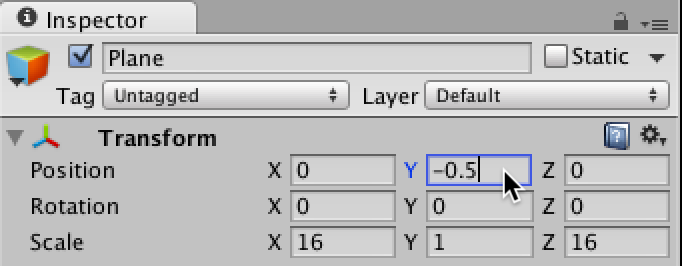 Inspector
Plane Static
Tag Untagged Layer Default
Transform ?
Position X 0 Y -0.5 Z 0
Rotation X 0 Y 0 Z 0
Scale X 16 Y 1 Z 16